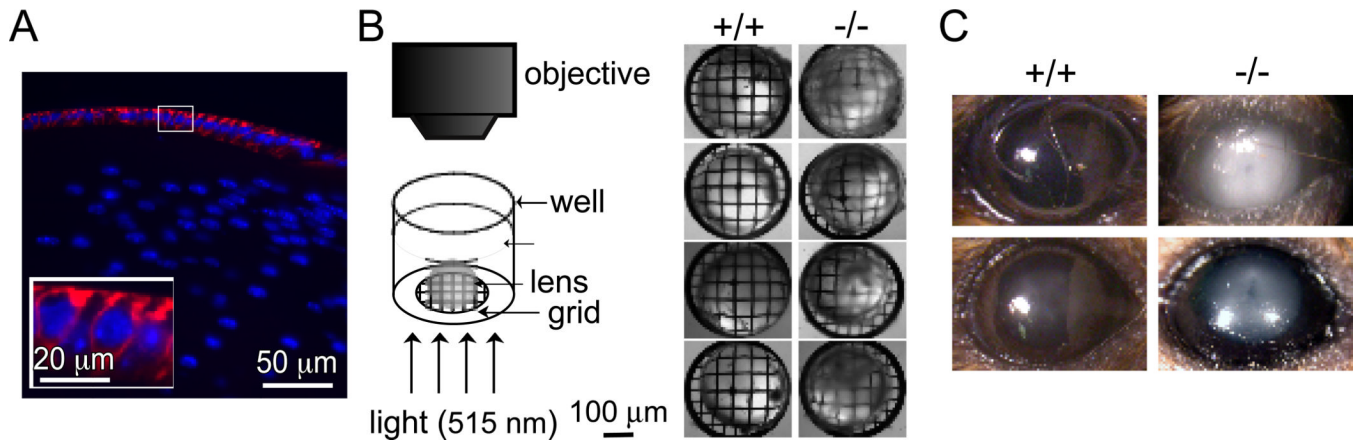 A
20 μm
50 μm
B
objective
well
lens
grid
light (515 nm)
100 μm
+/+
-/-
C
+/+
-/-